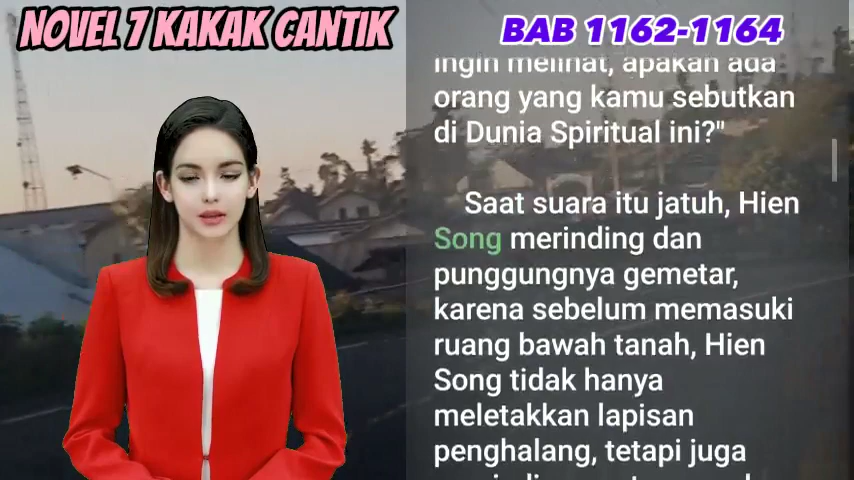 NOVEL 7 KAKAK CANTIK
BAB 1162-1164
ingin melihat, apakah ada
orang yang kamu sebutkan
di Dunia Spiritual ini?"
Saat suara itu jatuh, Hien
Song merinding dan
punggungnya gemetar,
karena sebelum memasuki
ruang bawah tanah, Hien
Song tidak hanya
meletakkan lapisan
penghalang, tetapi juga